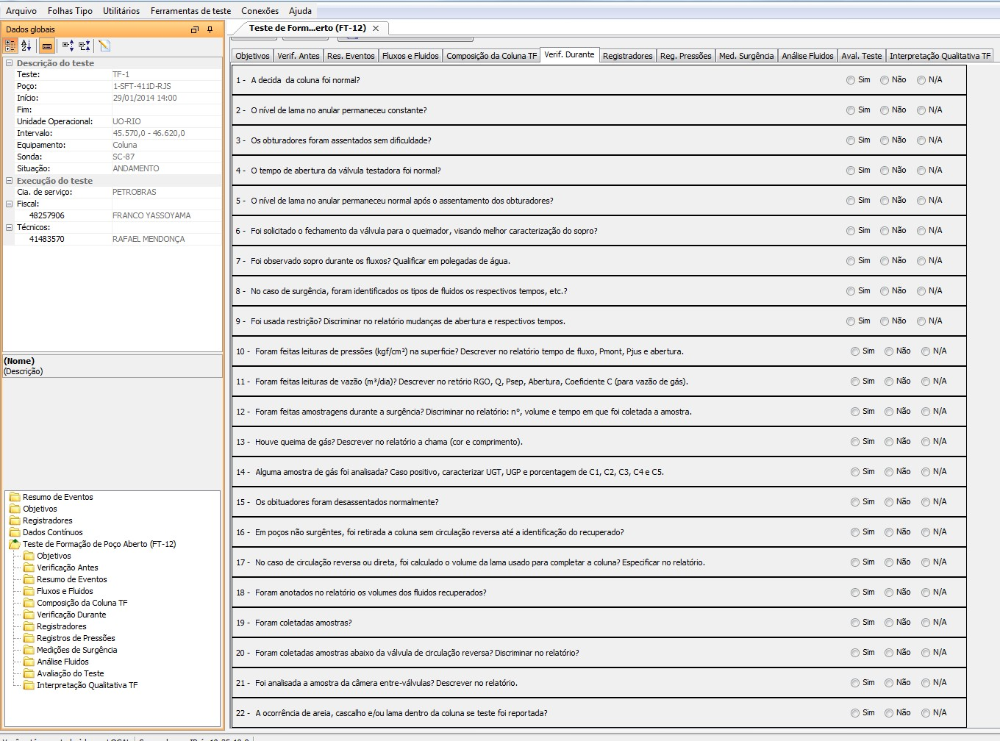 Arquivo Folhas Tipo Utilitários Ferramentas de teste Conexões Ajuda
Dados globais
Descrição do teste
Teste: TF-1
Poço: 1-SFT-411D-RJS
Início: 29/01/2014 14:00
Fim:
Unidade Operacional: UO-RIO
Intervalo: 45.570,0 - 46.620,0
Equipamento: Coluna
Sonda: SC-87
Situação: ANDAMENTO
Execução do teste
Cia. de serviço: PETROBRAS
Fiscal:
48257906 FRANCO YASSOYAMA
Técnicos:
41483570 RAFAEL MENDONÇA
(Nome)
(Descrição)
Resumo de Eventos
Objetivos
Registradores
Dados Contínuos
Teste de Formação de Poço Aberto (FT-12)
Objetivos
Verificação Antes
Resumo de Eventos
Fluxos e Fluidos
Composição da Coluna TF
Verificação Durante
Registradores
Registros de Pressões
Medições de Surgência
Análise Fluidos
Avaliação do Teste
Interpretação Qualitativa TF
Teste de Form...erto (FT-12)
Objetivos Verif. Antes Res. Eventos Fluxos e Fluidos Composição da Coluna TF Verif. Durante Registradores Reg. Pressões Med. Surgência Análise Fluidos Aval. Teste Interpretação Qualitativa TF
1 - A decida da coluna foi normal? Sim Não N/A
2 - O nível de lama no anular permaneceu constante? Sim Não N/A
3 - Os obturadores foram assentados sem dificuldade? Sim Não N/A
4 - O tempo de abertura da válvula testadora foi normal? Sim Não N/A
5 - O nível de lama no anular permaneceu normal após o assentamento dos obturadores? Sim Não N/A
6 - Foi solicitado o fechamento da válvula para o queimador, visando melhor caracterização do sopro? Sim Não N/A
7 - Foi observado sopro durante os fluxos? Qualificar em polegadas de água. Sim Não N/A
8 - No caso de surgência, foram identificados os tipos de fluidos os respectivos tempos, etc.? Sim Não N/A
9 - Foi usada restrição? Discriminar no relatório mudanças de abertura e respectivos tempos. Sim Não N/A
10 - Foram feitas leituras de pressões (kgf/cm²) na superficie? Descrever no relatório tempo de fluxo, Pmont, Pjus e abertura. Sim Não N/A
11 - Foram feitas leituras de vazão (m³/dia)? Descrever no retório RGO, Q, Psep, Abertura, Coeficiente C (para vazão de gás). Sim Não N/A
12 - Foram feitas amostragens durante a surgência? Discriminar no relatório: nº, volume e tempo em que foi coletada a amostra. Sim Não N/A
13 - Houve queima de gás? Descrever no relatório a chama (cor e comprimento). Sim Não N/A
14 - Alguma amostra de gás foi analisada? Caso positivo, caracterizar UGT, UGP e porcentagem de C1, C2, C3, C4 e C5. Sim Não N/A
15 - Os obituadores foram desassentados normalmente? Sim Não N/A
16 - Em poços não surgêntes, foi retirada a coluna sem circulação reversa até a identificação do recuperado? Sim Não N/A
17 - No caso de circulação reversa ou direta, foi calculado o volume da lama usado para completar a coluna? Especificar no relatório. Sim Não N/A
18 - Foram anotados no relatório os volumes dos fluidos recuperados? Sim Não N/A
19 - Foram coletadas amostras? Sim Não N/A
20 - Foram coletadas amostras abaixo da válvula de circulação reversa? Discriminar no relatório? Sim Não N/A
21 - Foi analisada a amostra da câmera entre-válvulas? Descrever no relatório. Sim Não N/A
22 - A ocorrência de areia, cascalho e/ou lama dentro da coluna se teste foi reportada? Sim Não N/A